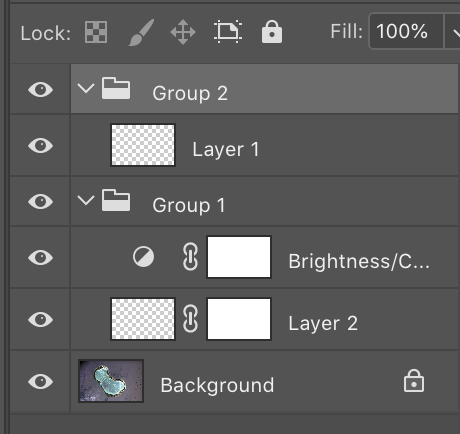 Lock: Fill: 100%
Group 2
Layer 1
Group 1
Brightness/C...
Layer 2
Background